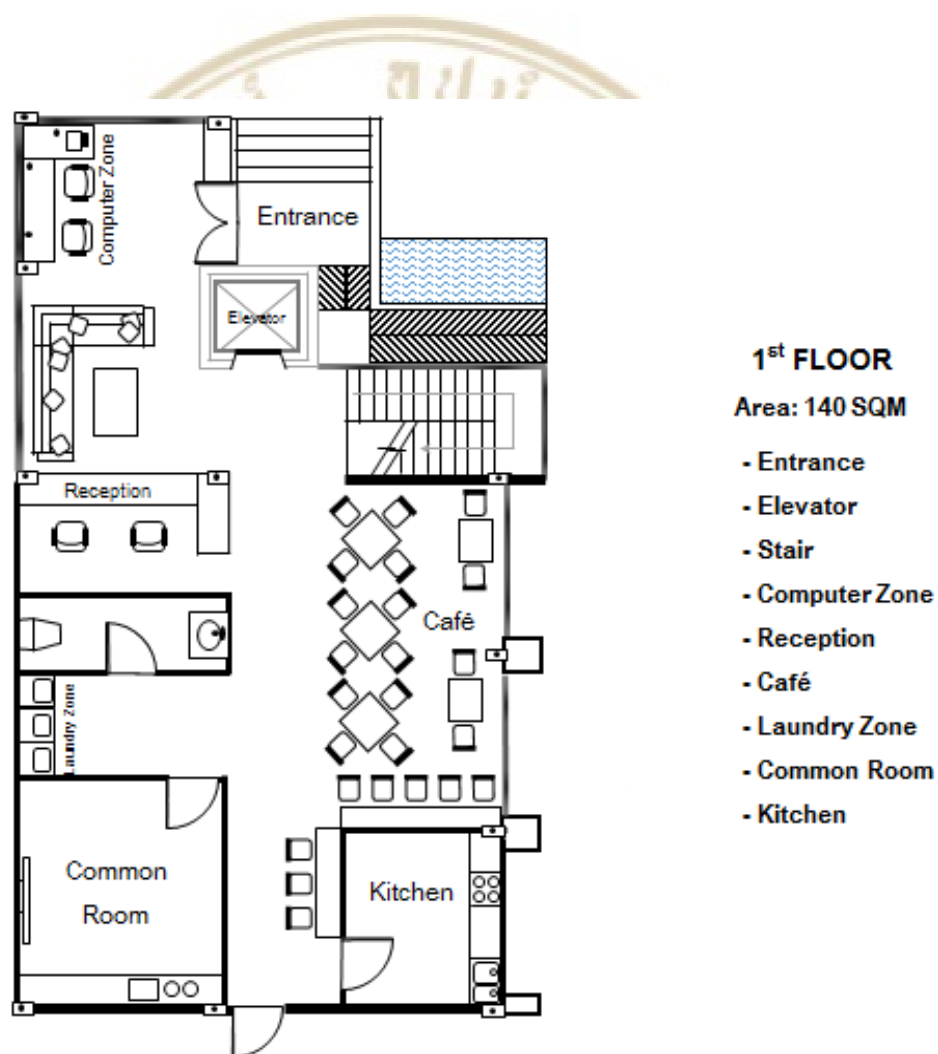 Computer Zone
Entrance
Elevator
Reception
Café
Laundry Zone
Common
Room
Kitchen
1st FLOOR
Area: 140 SQM
- Entrance
- Elevator
- Stair
- Computer Zone
- Reception
- Café
- Laundry Zone
- Common Room
- Kitchen